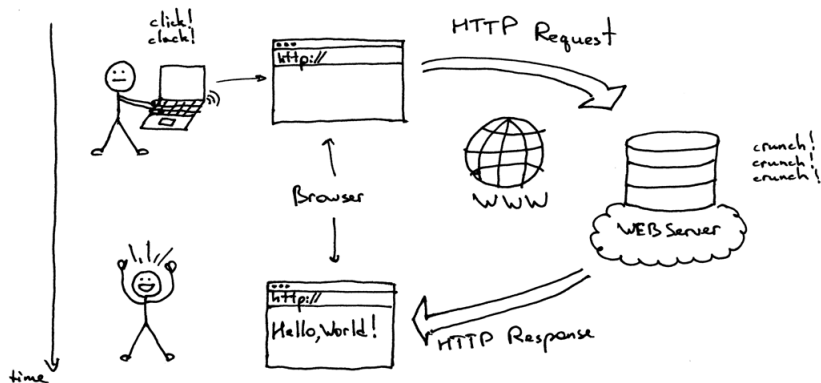 click!
clack!
http://
HTTP Request
crunch!
crunch!
crunch!
WWW
Browser
WEB Server
http://
Hello, World!
HTTP Response
time